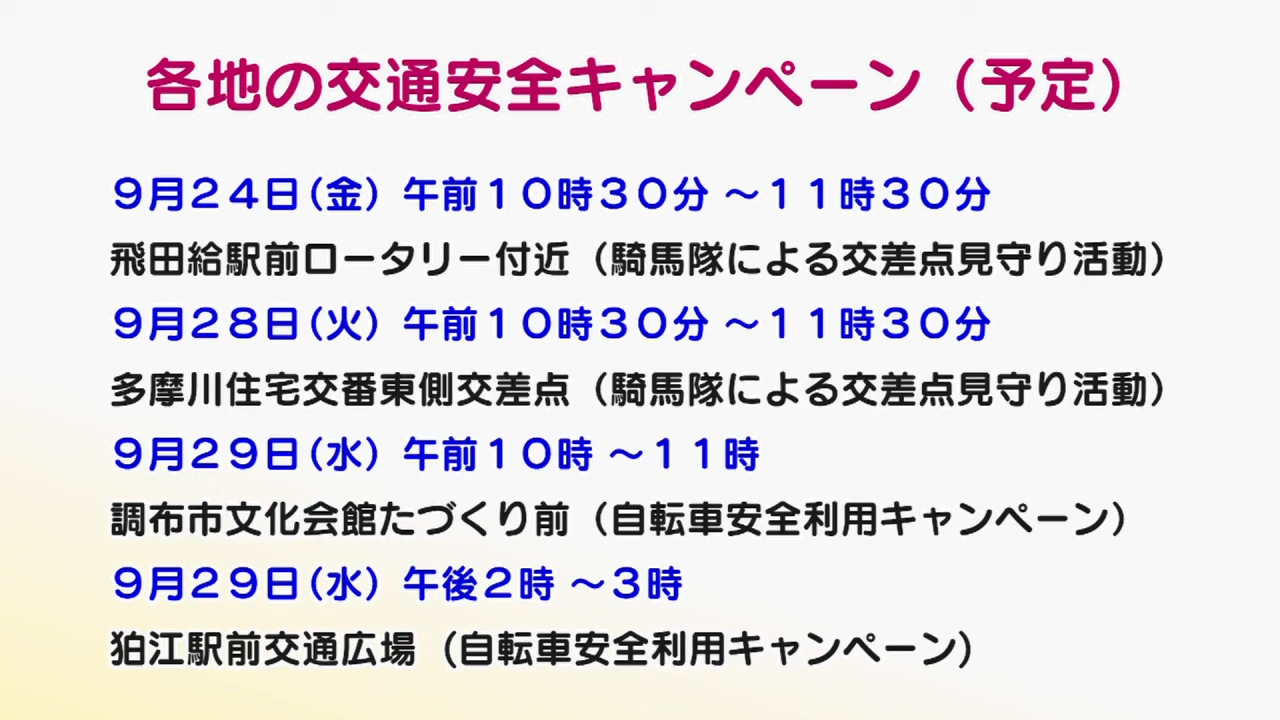 各地の交通安全キャンペーン（予定）
９月２４日（金）午前１０時３０分 ～１１時３０分
飛田給駅前ロータリー付近（騎馬隊による交差点見守り活動）
９月２８日（火）午前１０時３０分 ～１１時３０分
多摩川住宅交番東側交差点（騎馬隊による交差点見守り活動）
９月２９日（水）午前１０時 ～１１時
調布市文化会館たづくり前（自転車安全利用キャンペーン）
９月２９日（水）午後２時 ～３時
狛江駅前交通広場（自転車安全利用キャンペーン）